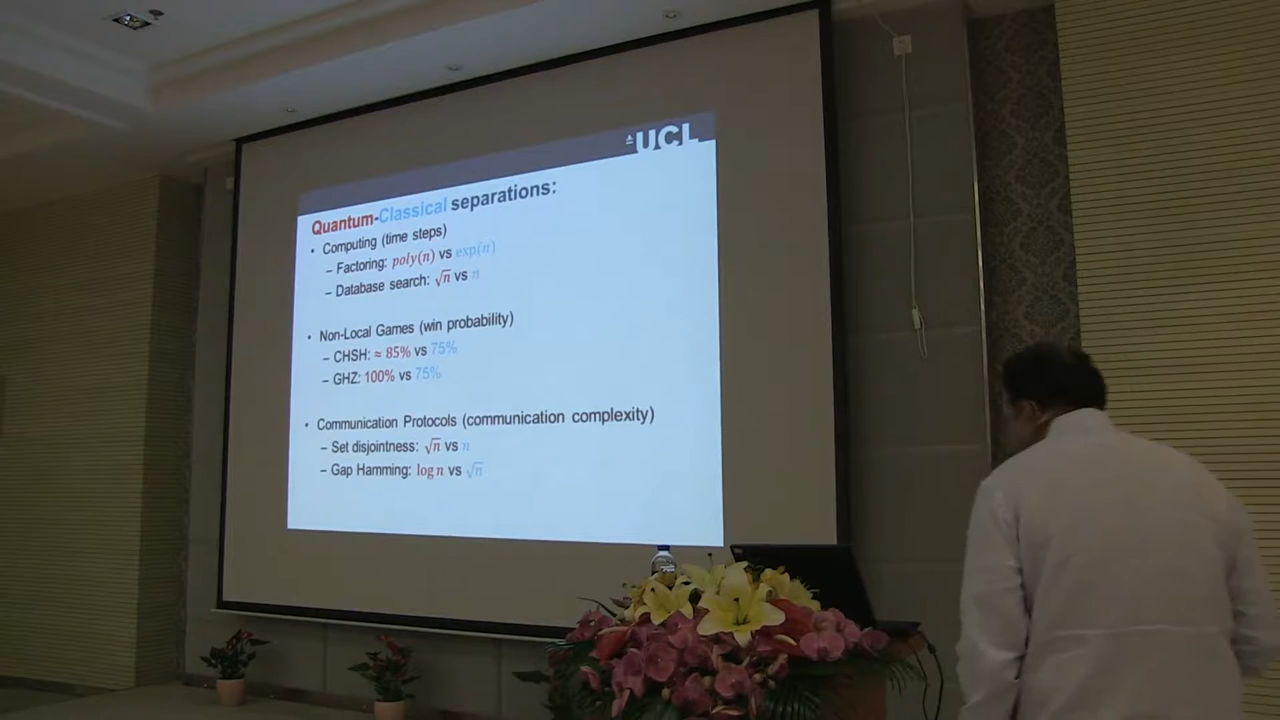 UCL
Quantum-Classical separations:
• Computing (time steps)
– Factoring: poly(n) vs exp(n)
– Database search: √n vs n
• Non-Local Games (win probability)
– CHSH: ≈ 85% vs 75%
– GHZ: 100% vs 75%
• Communication Protocols (communication complexity)
– Set disjointness: √n vs n
– Gap Hamming: log n vs √n